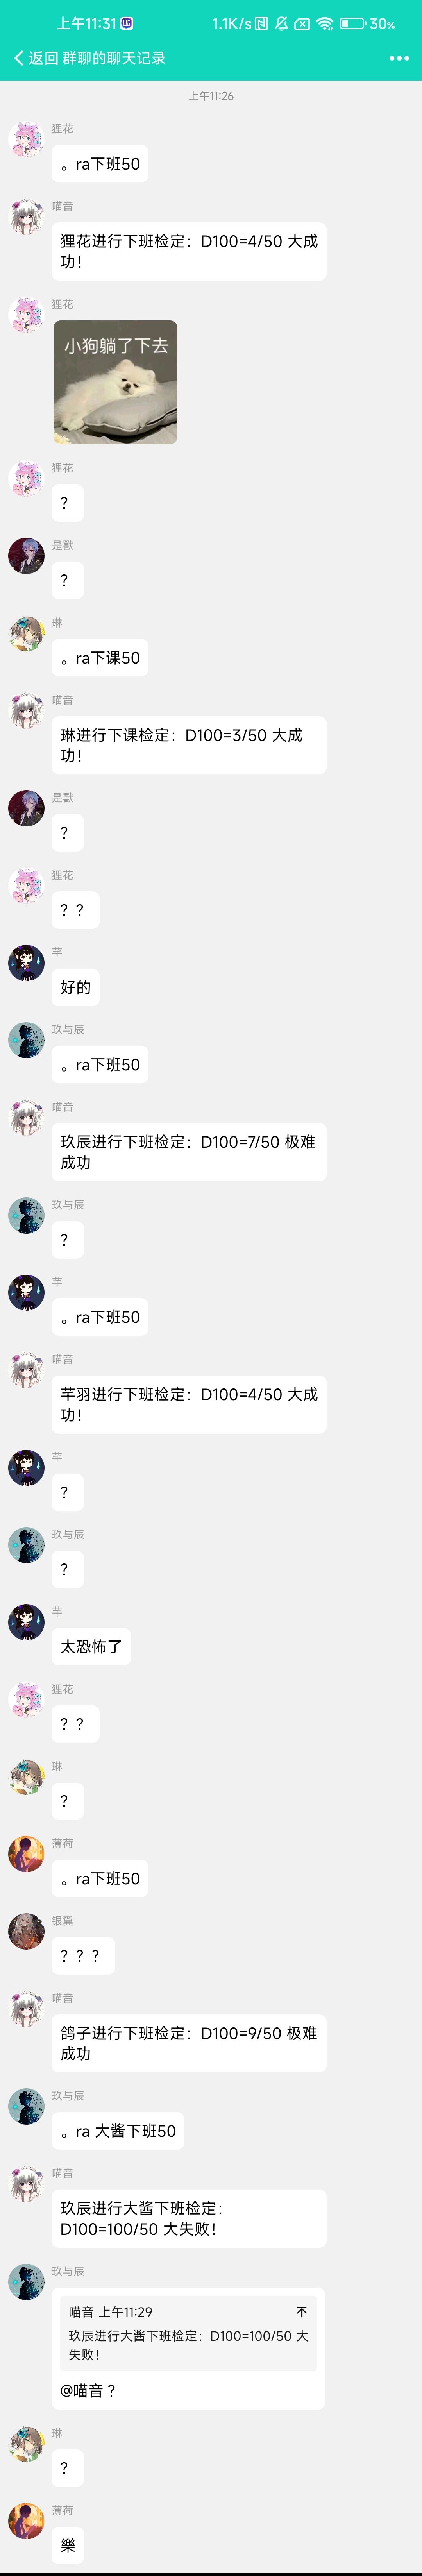 上午11:31
1.1K/s
30%
返回 群聊的聊天记录
上午11:26
狸花
。ra下班50
喵音
狸花进行下班检定：D100=4/50 大成
功！
狸花
小狗躺了下去
狸花
？
是獸
？
琳
。ra下课50
喵音
琳进行下课检定：D100=3/50 大成
功！
是獸
？
狸花
？？
芊
好的
玖与辰
。ra下班50
喵音
玖辰进行下班检定：D100=7/50 极难
成功
玖与辰
？
芊
。ra下班50
喵音
芊羽进行下班检定：D100=4/50 大成
功！
芊
？
玖与辰
？
芊
太恐怖了
狸花
？？
琳
？
薄荷
。ra下班50
银翼
？？？
喵音
鸽子进行下班检定：D100=9/50 极难
成功
玖与辰
。ra 大酱下班50
喵音
玖辰进行大酱下班检定：
D100=100/50 大失败！
玖与辰
喵音 上午11:29
玖辰进行大酱下班检定：D100=100/50 大
失败！
@喵音 ？
琳
？
薄荷
樂